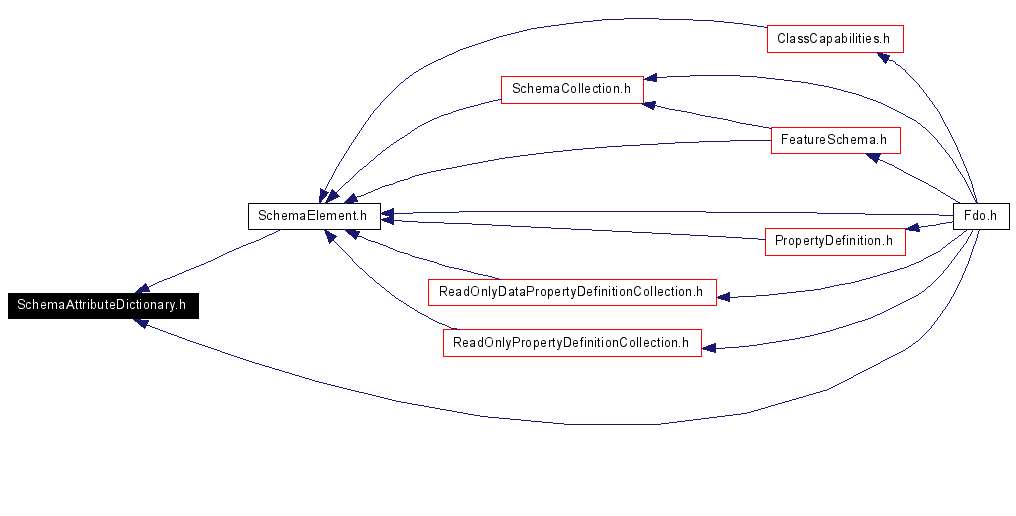 ClassCapabilities.h
SchemaCollection.h
FeatureSchema.h
SchemaElement.h
Fdo.h
PropertyDefinition.h
ReadOnlyDataPropertyDefinitionCollection.h
SchemaAttributeDictionary.h
ReadOnlyPropertyDefinitionCollection.h